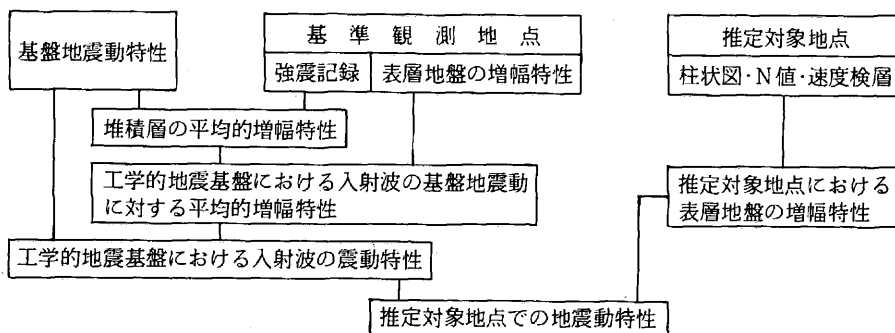 基盤地震動特性
基準観測地点
強震記録
表層地盤の増幅特性
推定対象地点
柱状図・N値・速度検層
堆積層の平均的増幅特性
工学的地震基盤における入射波の基盤地震動
に対する平均的増幅特性
推定対象地点における
表層地盤の増幅特性
工学的地震基盤における入射波の震動特性
推定対象地点での地震動特性